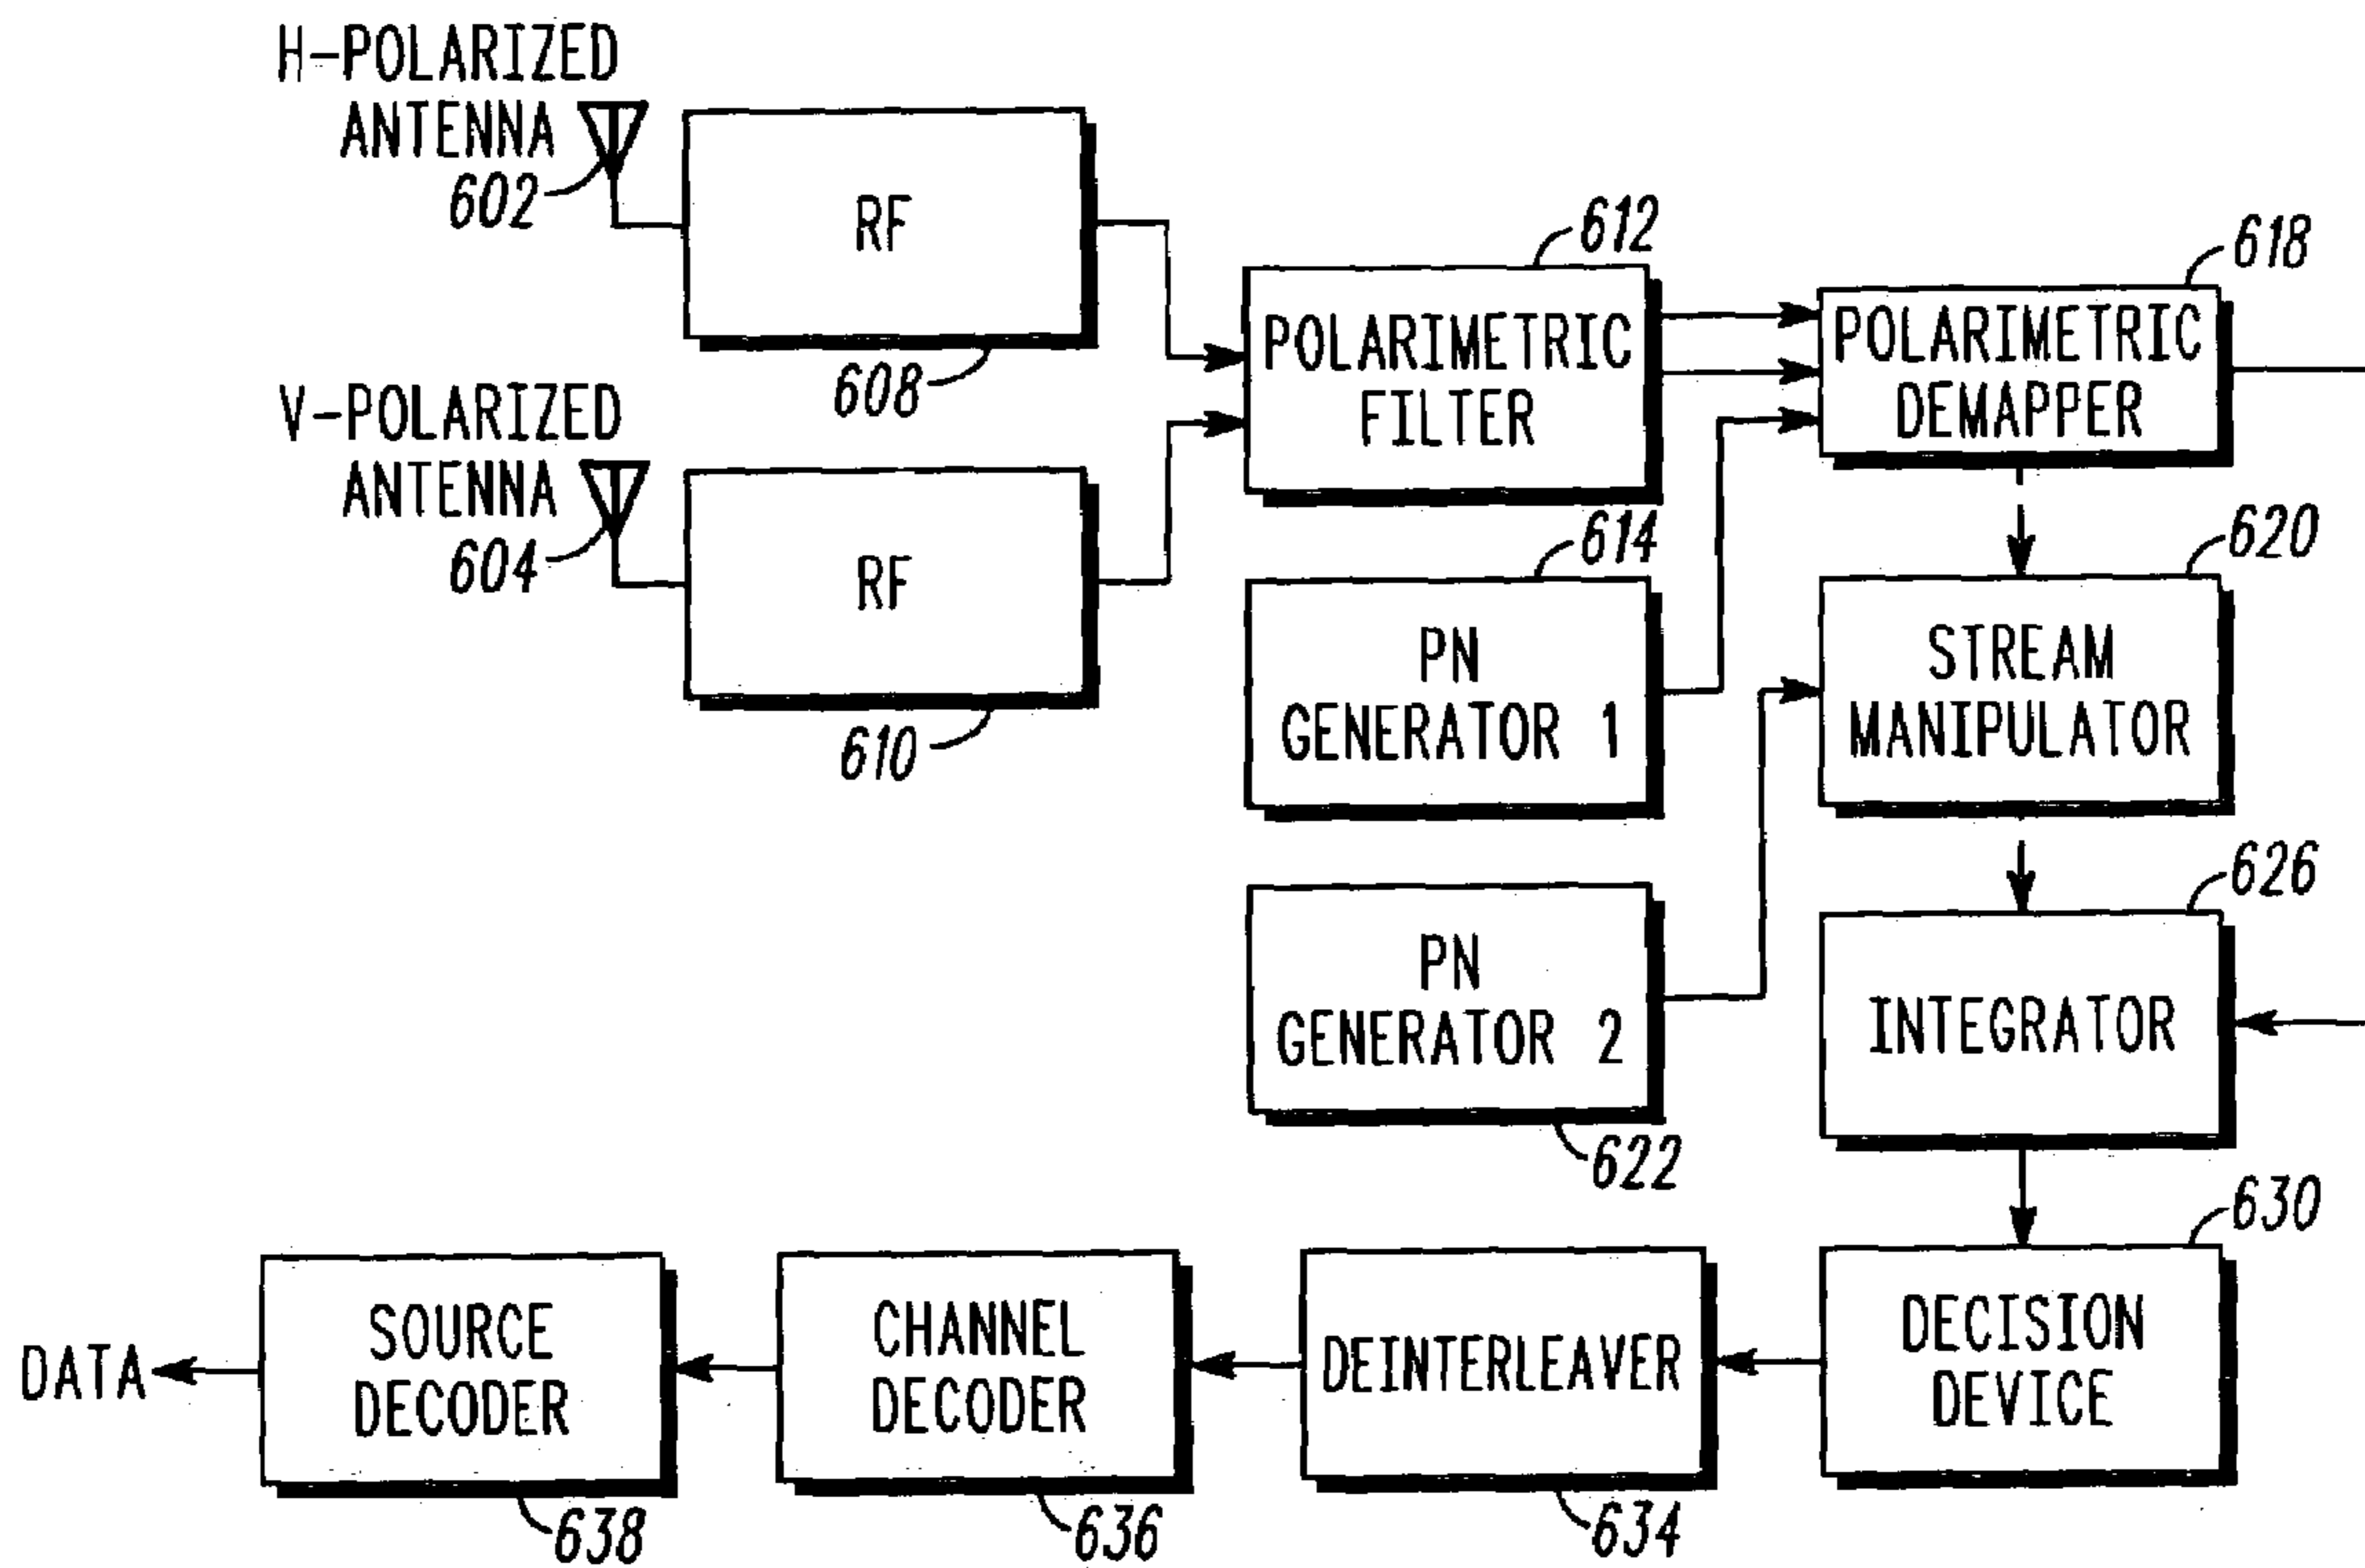 H-POLARIZED
ANTENNA
602
RF
608
V-POLARIZED
ANTENNA
604
RF
610
612
POLARIMETRIC
FILTER
618
POLARIMETRIC
DEMAPPER
614
PN
GENERATOR 1
620
STREAM
MANIPULATOR
PN
GENERATOR 2
622
626
INTEGRATOR
630
DECISION
DEVICE
DEINTERLEAVER
634
CHANNEL
DECODER
636
SOURCE
DECODER
638
DATA